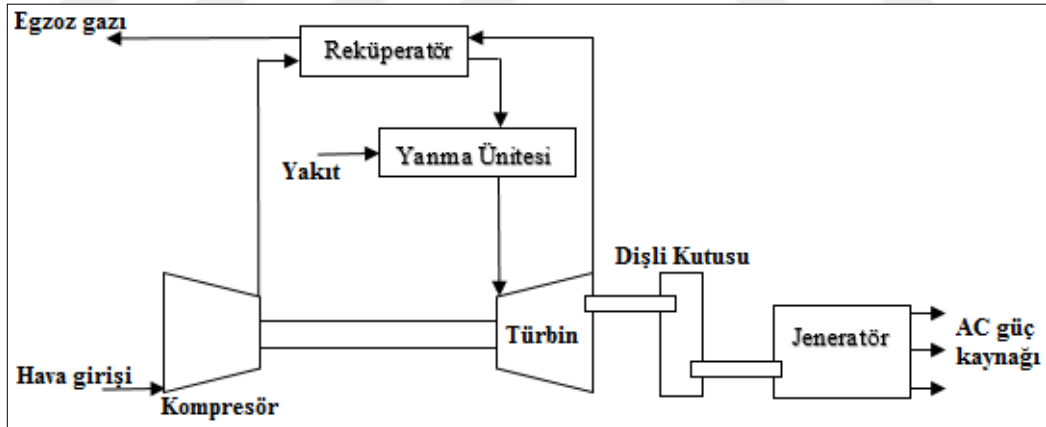 Egzoz gazı
Reküperatör
Yanma Ünitesi
Yakıt
Dişli Kutusu
Türbin
Jeneratör
AC güç
kaynağı
Hava girişi
Kompresör